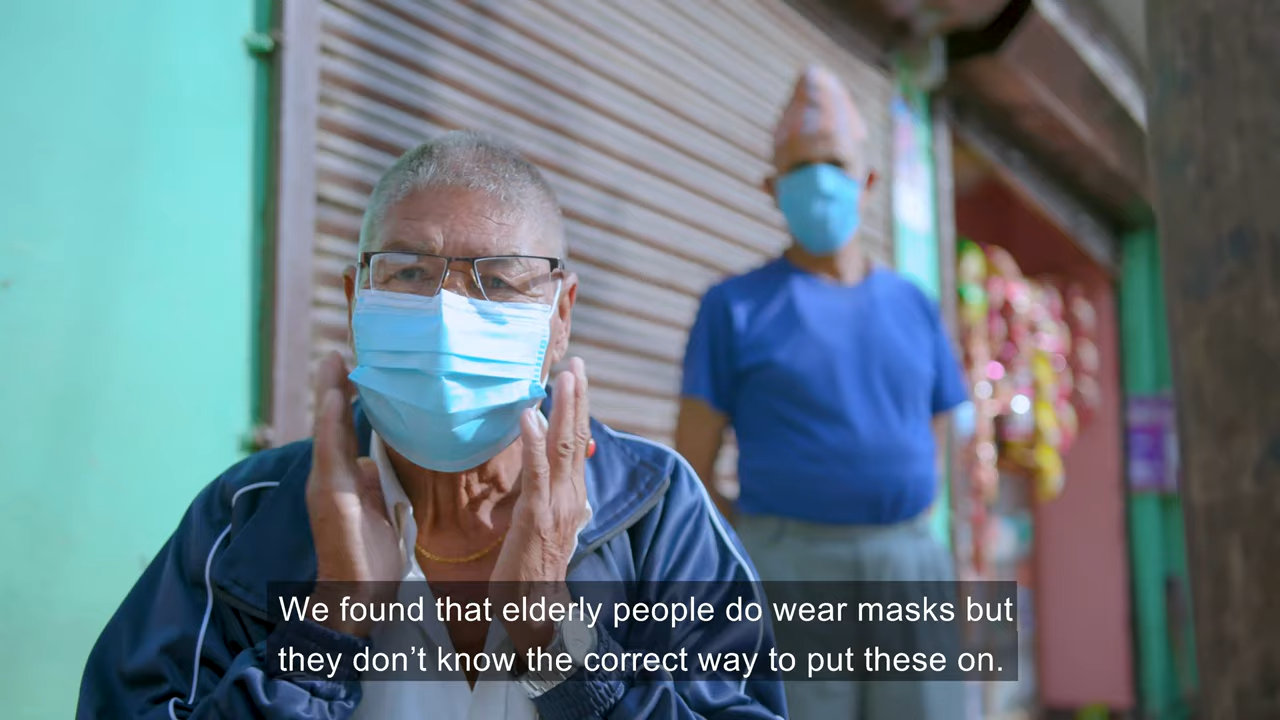 We found that elderly people do wear masks but
they don’t know the correct way to put these on.